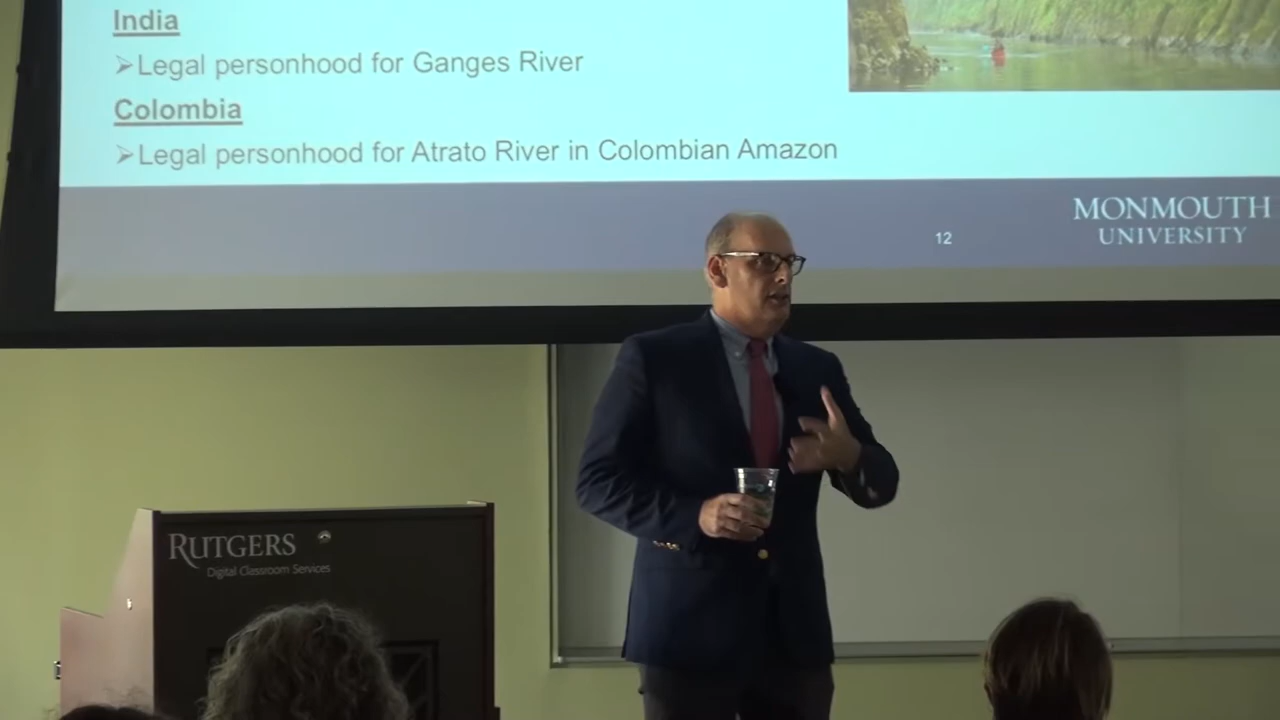 India
➢Legal personhood for Ganges River
Colombia
➢Legal personhood for Atrato River in Colombian Amazon
MONMOUTH
UNIVERSITY
12
RUTGERS
Digital Classroom Services